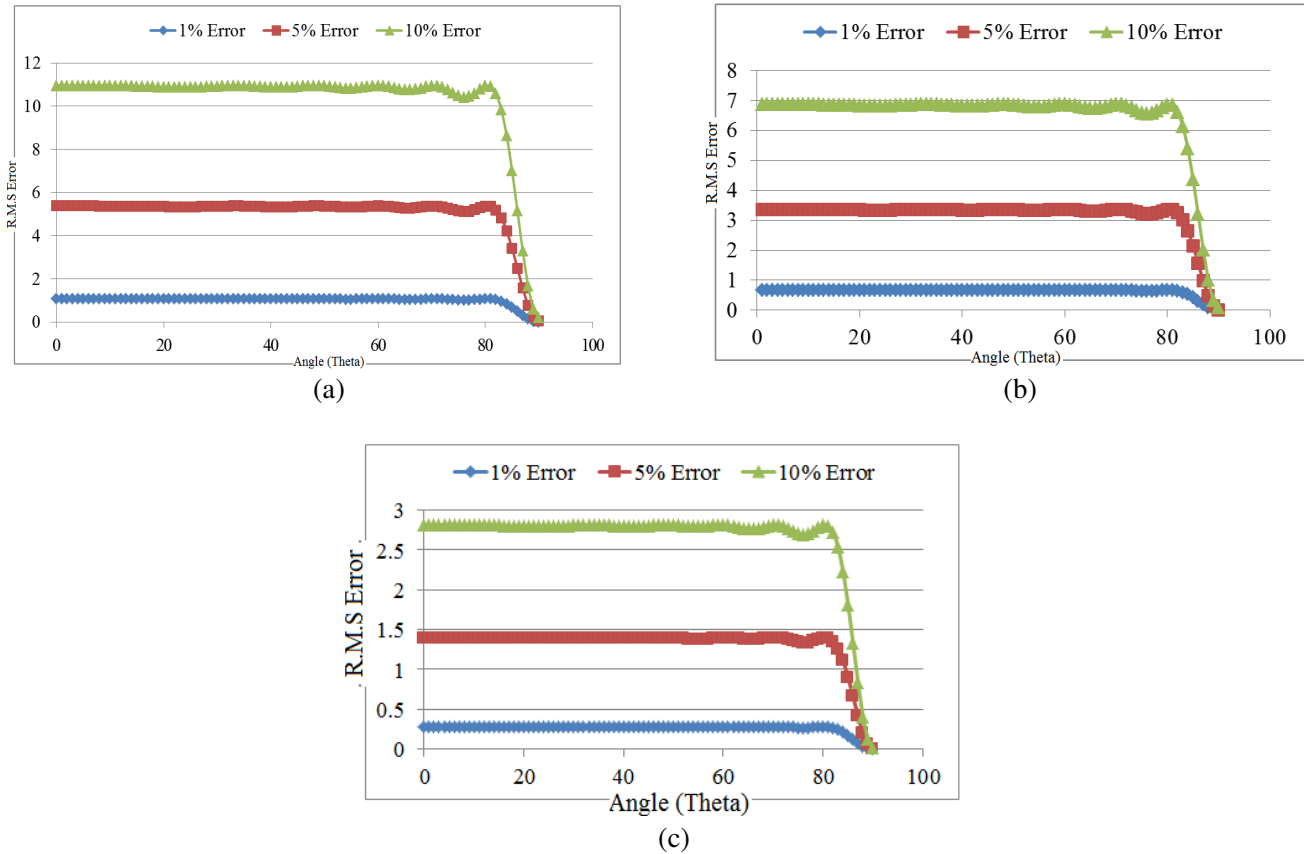 1% Error 5% Error 10% Error
12
10
8
6
4
2
0
R.M.S Error
0 20 40 60 80 100
Angle (Theta)
(a)
1% Error 5% Error 10% Error
8
7
6
5
4
3
2
1
0
R.M.S Error
0 20 40 60 80 100
Angle (Theta)
(b)
1% Error 5% Error 10% Error
3
2.5
2
1.5
1
0.5
0
R.M.S Error
0 20 40 60 80 100
Angle (Theta)
(c)